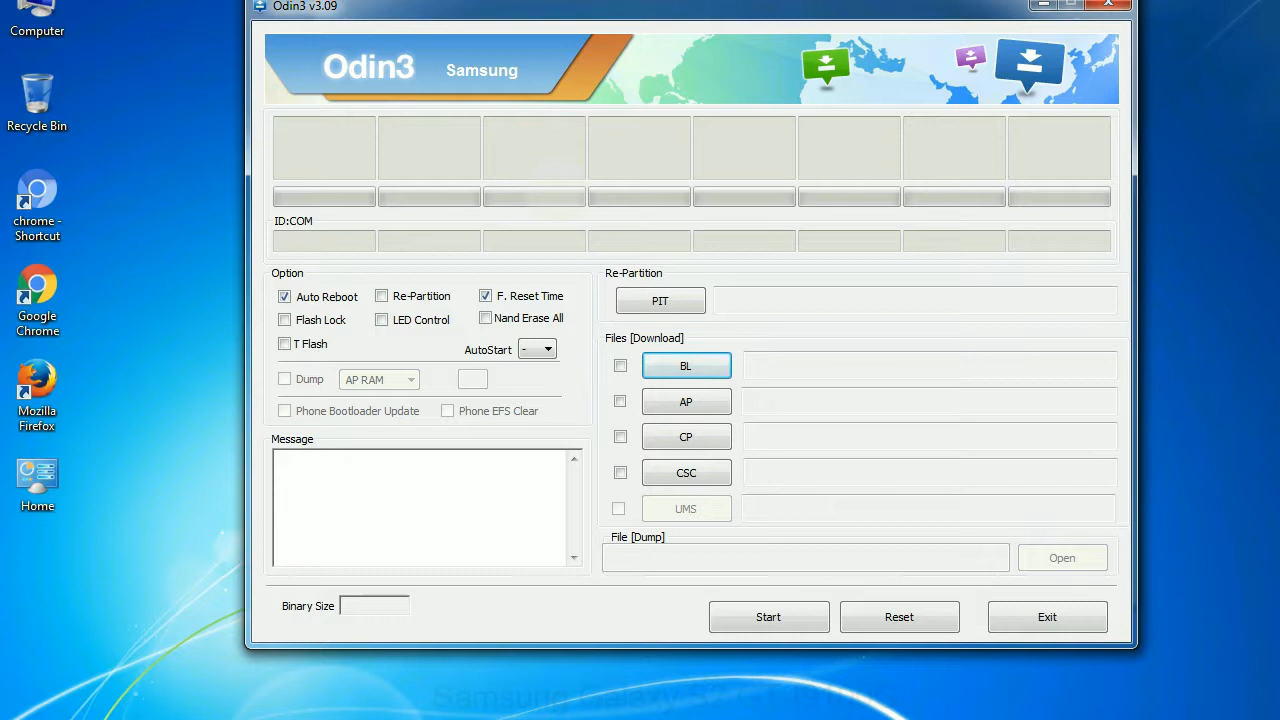 Odin3 v3.09
Computer
Odin3 Samsung
Recycle Bin
chrome -
Shortcut
ID:COM
Google
Chrome
Option
Auto Reboot
Re-Partition
F. Reset Time
Flash Lock
LED Control
Nand Erase All
T Flash
AutoStart -
Dump AP RAM
Phone Bootloader Update
Phone EFS Clear
Re-Partition
PIT
Files [Download]
BL
AP
CP
CSC
UMS
Mozilla
Firefox
Home
Message
File [Dump]
Open
Binary Size
Start
Reset
Exit
Samsung Galaxy